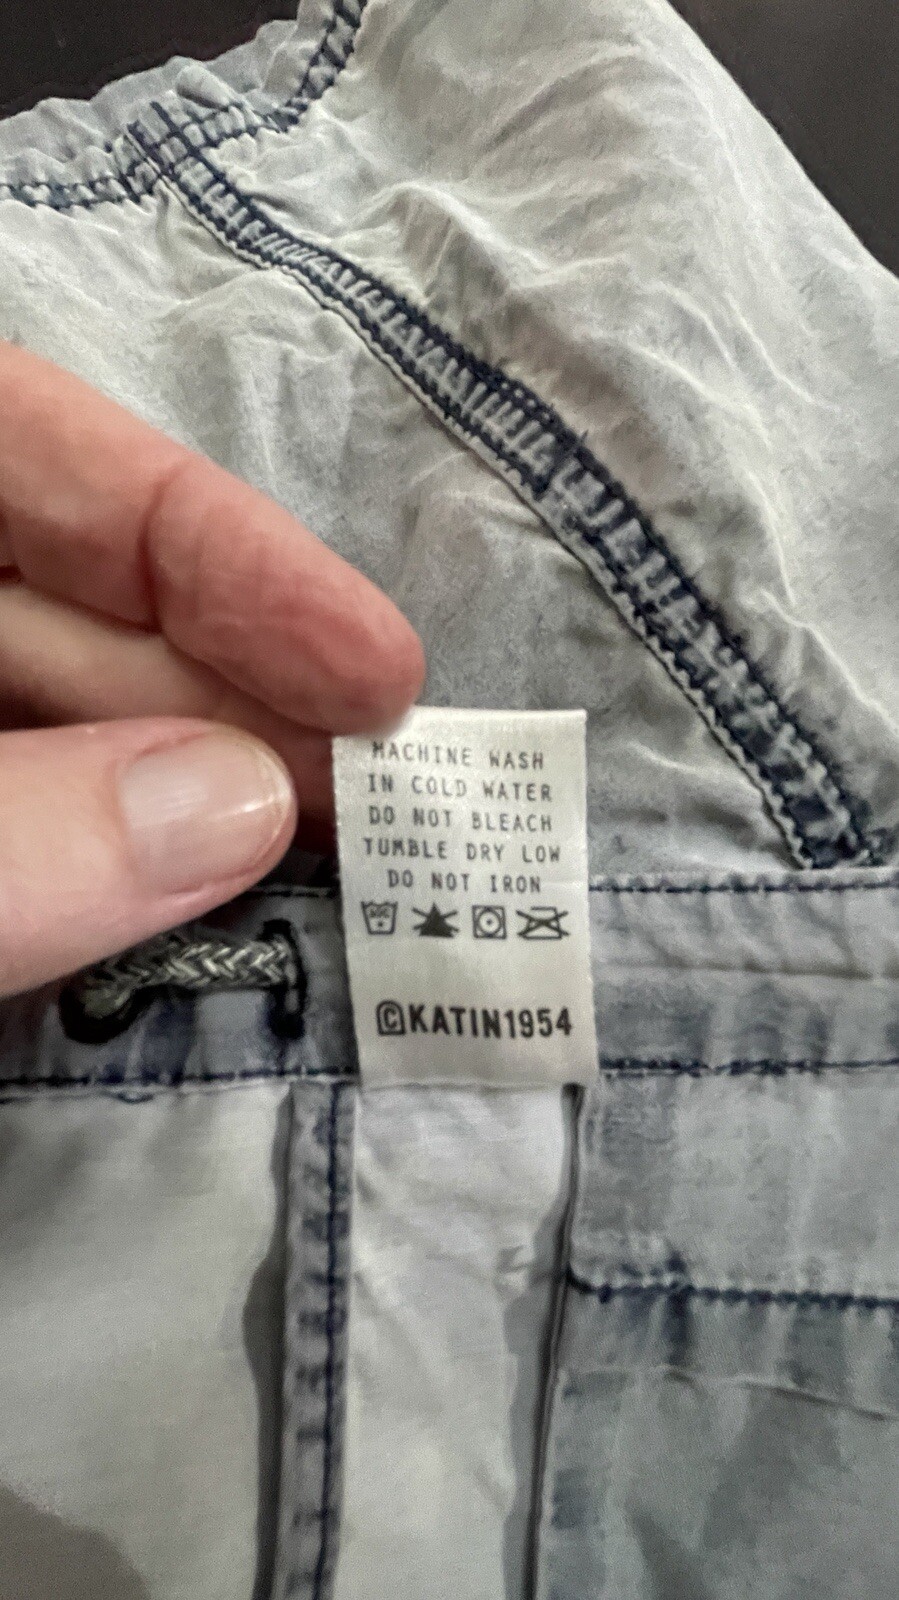 MACHINE WASH
IN COLD WATER
DO NOT BLEACH
TUMBLE DRY LOW
DO NOT IRON
©KATIN1954